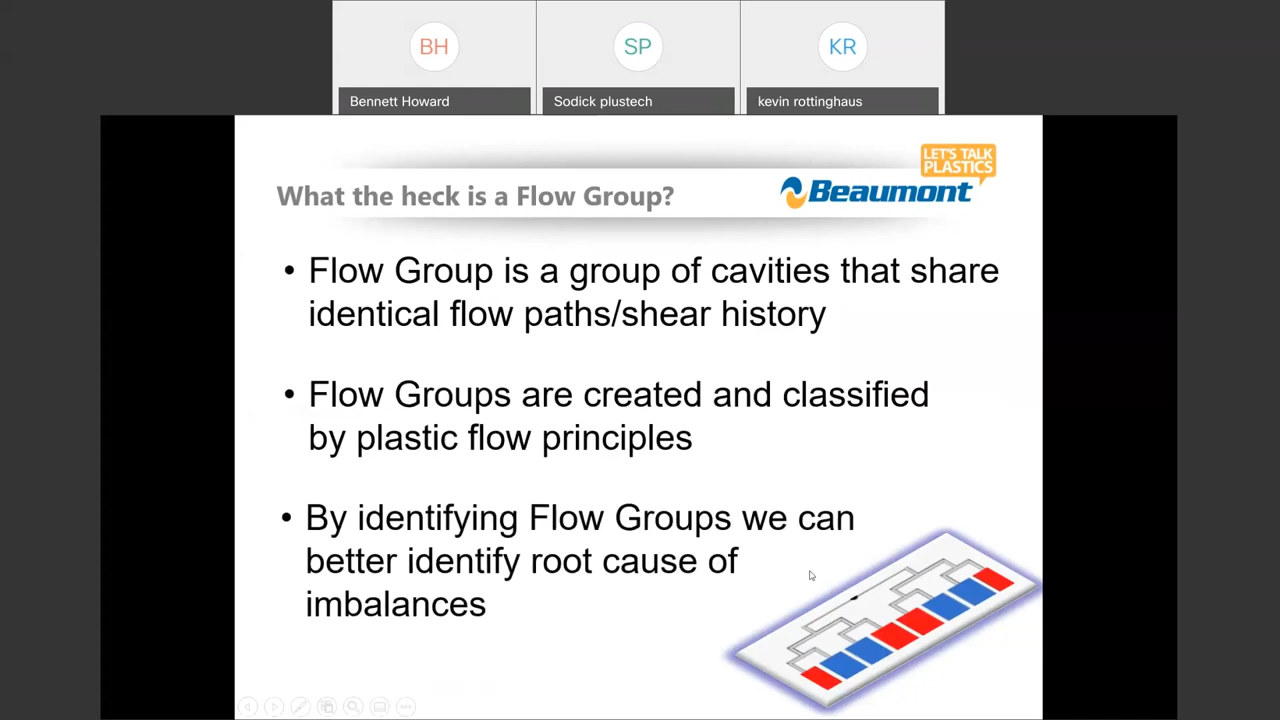 BH
SP
KR
Bennett Howard
Sodick plustech
kevin rottinghaus
LET'S TALK
PLASTICS
What the heck is a Flow Group?
Beaumont
• Flow Group is a group of cavities that share
identical flow paths/shear history
• Flow Groups are created and classified
by plastic flow principles
• By identifying Flow Groups we can
better identify root cause of
imbalances